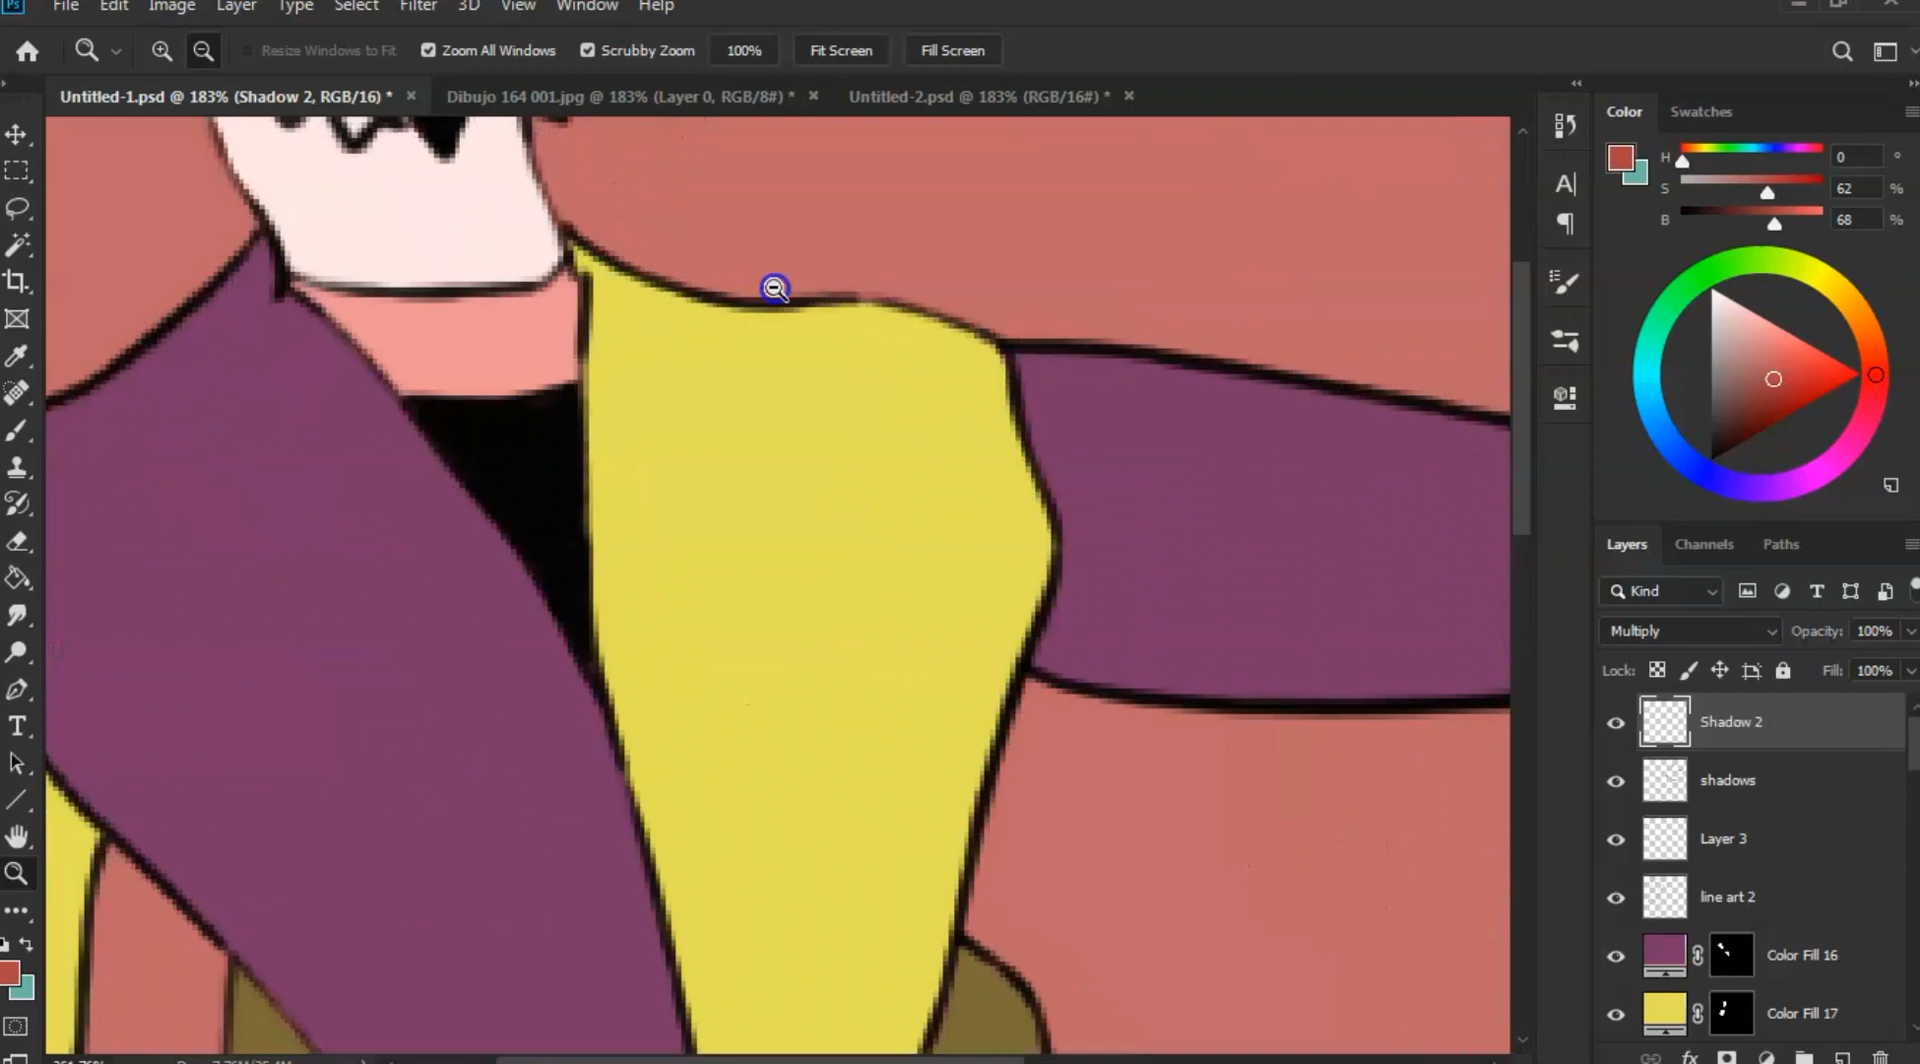 Ps File Edit Image Layer Type Select Filter 3D View Window Help
Resize Windows to Fit Zoom All Windows Scrubby Zoom 100% Fit Screen Fill Screen
Untitled-1.psd @ 183% (Shadow 2, RGB/16) * Dibujo 164 001.jpg @ 183% (Layer 0, RGB/8#) * Untitled-2.psd @ 183% (RGB/16#) *
Color Swatches
H 0 °
S 62 %
B 68 %
Layers Channels Paths
Kind
Multiply Opacity: 100%
Lock: Fill: 100%
Shadow 2
shadows
Layer 3
line art 2
Color Fill 16
Color Fill 17
fx